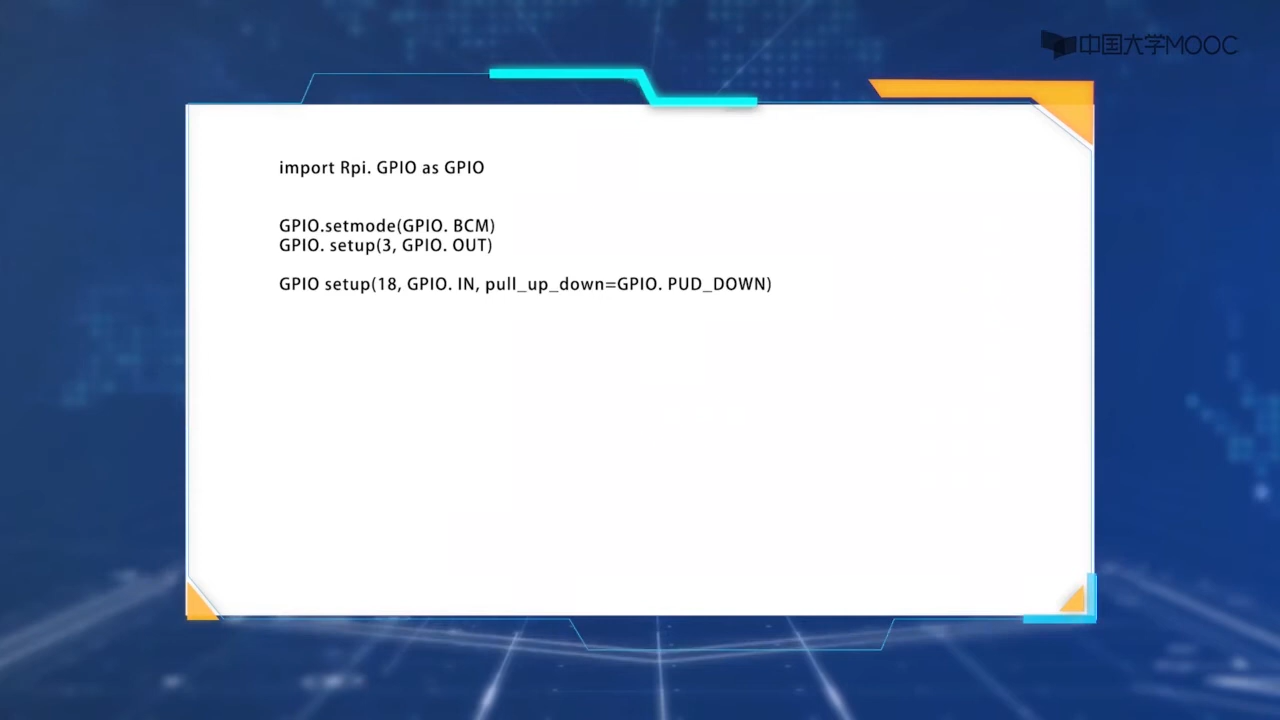 中国大学MOOC
import Rpi. GPIO as GPIO
GPIO.setmode(GPIO. BCM)
GPIO. setup(3, GPIO. OUT)
GPIO setup(18, GPIO. IN, pull_up_down=GPIO. PUD_DOWN)